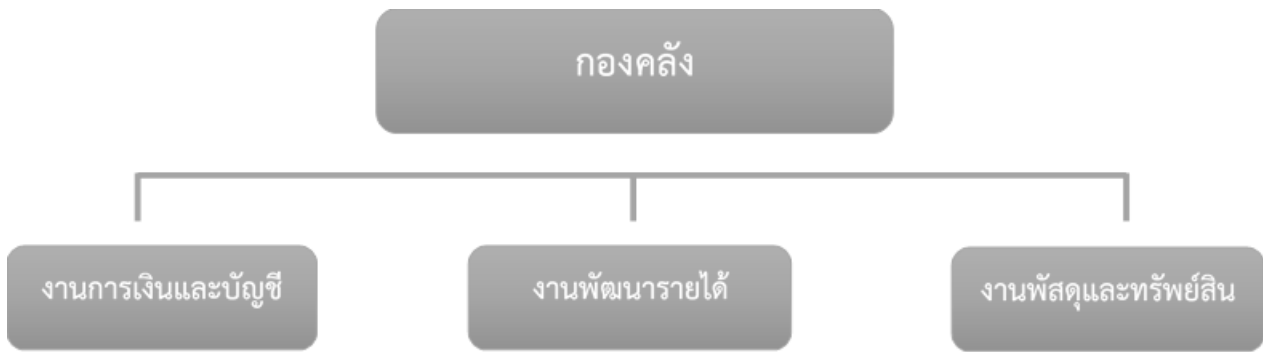 กองคลัง
งานการเงินและบัญชี
งานพัฒนารายได้
งานพัสดุและทรัพย์สิน